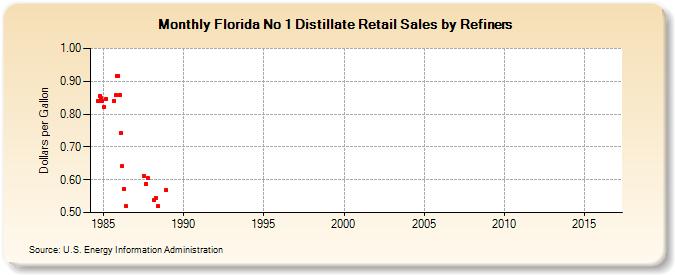 Monthly Florida No 1 Distillate Retail Sales by Refiners
Dollars per Gallon
1.00
0.90
0.80
0.70
0.60
0.50
1985 1990 1995 2000 2005 2010 2015
Source: U.S. Energy Information Administration